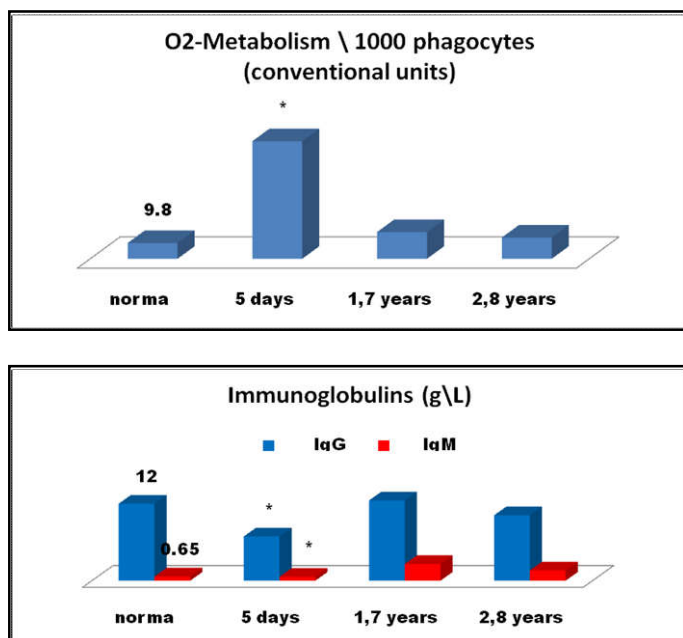 O2-Metabolism \ 1000 phagocytes
(conventional units)
*
9.8
norma 5 days 1,7 years 2,8 years
Immunoglobulins (g\L)
IgG IgM
12
*
0.65 *
norma 5 days 1,7 years 2,8 years